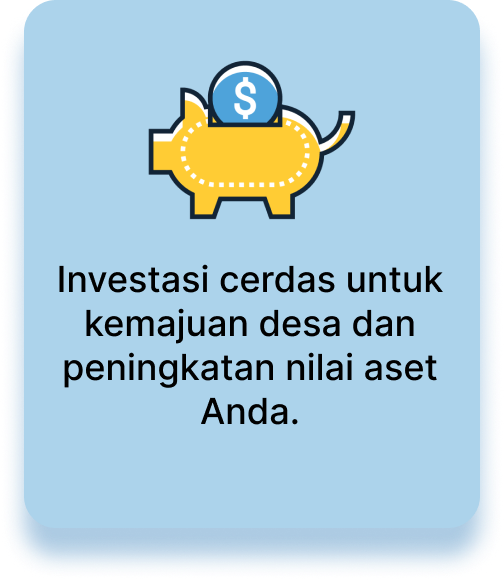 $
Investasi cerdas untuk
kemajuan desa dan
peningkatan nilai aset
Anda.